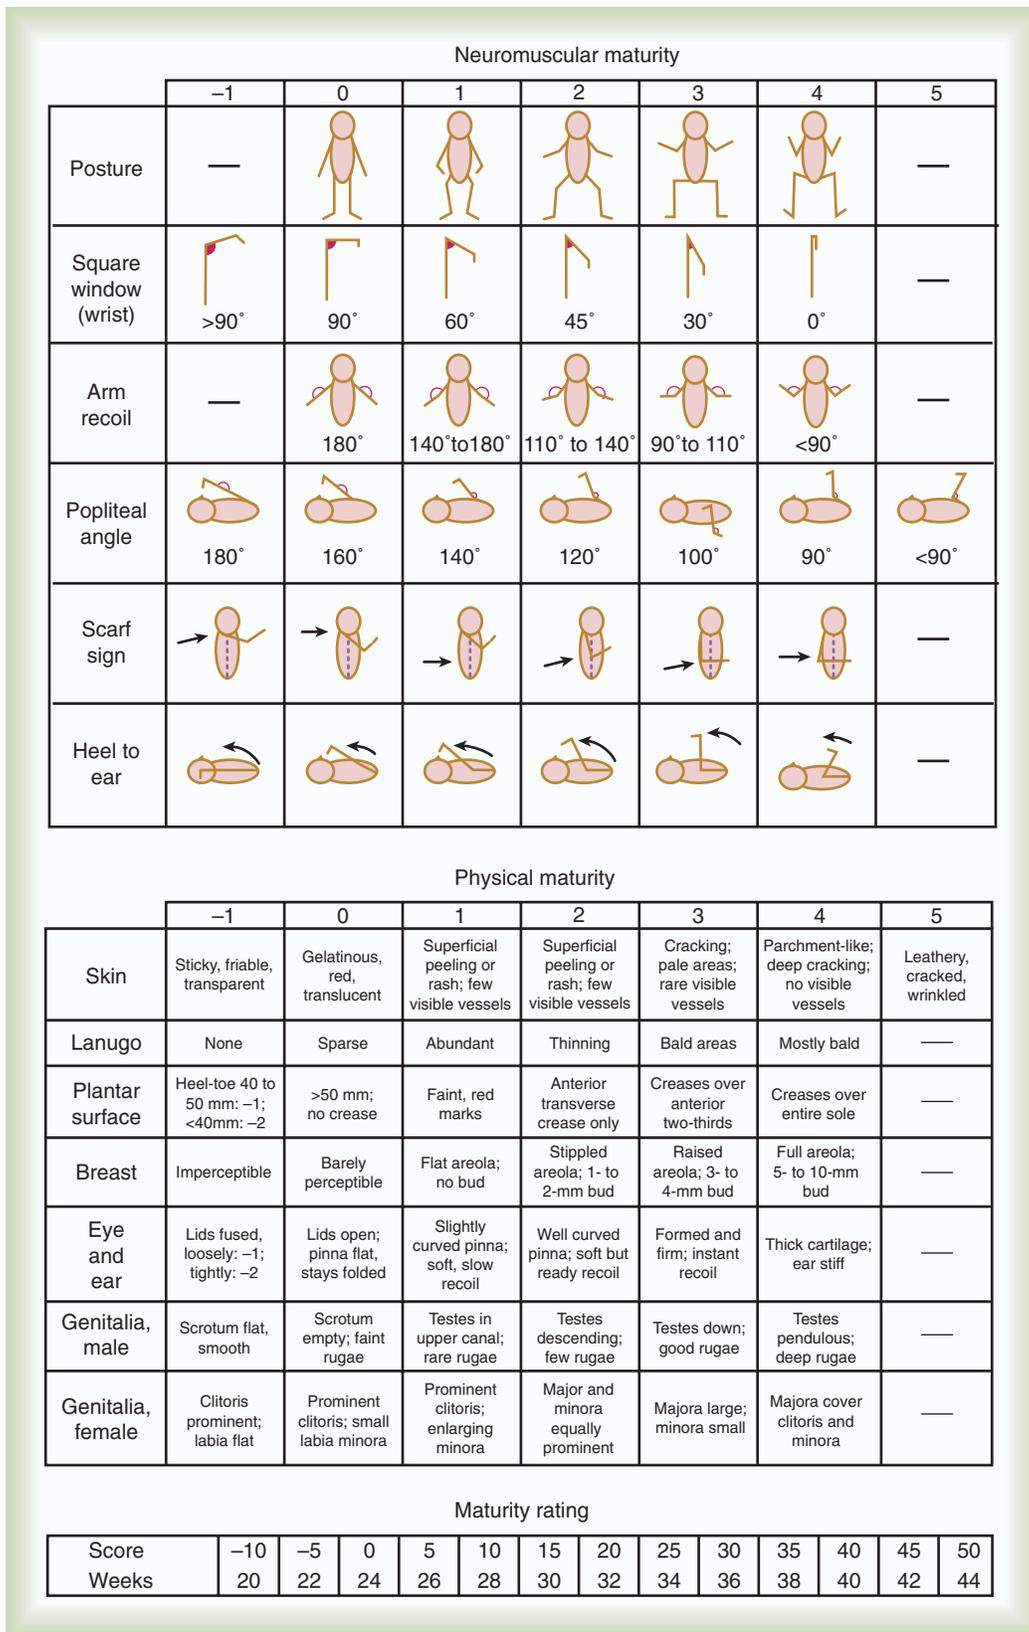 Neuromuscular maturity
–1 0 1 2 3 4 5
Posture — —
Square
window
(wrist)
>90° 90° 60° 45° 30° 0° —
Arm
recoil
— 180° 140°to180° 110° to 140° 90°to 110° <90° —
Popliteal
angle
180° 160° 140° 120° 100° 90° <90°
Scarf
sign
—
Heel to
ear
—
Physical maturity
–1 0 1 2 3 4 5
Skin
Sticky, friable,
transparent
Gelatinous,
red,
translucent
Superficial
peeling or
rash; few
visible vessels
Superficial
peeling or
rash; few
visible vessels
Cracking;
pale areas;
rare visible
vessels
Parchment-like;
deep cracking;
no visible
vessels
Leathery,
cracked,
wrinkled
Lanugo
None
Sparse
Abundant
Thinning
Bald areas
Mostly bald
—
Plantar
surface
Heel-toe 40 to
50 mm: –1;
<40mm: –2
>50 mm;
no crease
Faint, red
marks
Anterior
transverse
crease only
Creases over
anterior
two-thirds
Creases over
entire sole
—
Breast
Imperceptible
Barely
perceptible
Flat areola;
no bud
Stippled
areola; 1- to
2-mm bud
Raised
areola; 3- to
4-mm bud
Full areola;
5- to 10-mm
bud
—
Eye
and
ear
Lids fused,
loosely: –1;
tightly: –2
Lids open;
pinna flat,
stays folded
Slightly
curved pinna;
soft, slow
recoil
Well curved
pinna; soft but
ready recoil
Formed and
firm; instant
recoil
Thick cartilage;
ear stiff
—
Genitalia,
male
Scrotum flat,
smooth
Scrotum
empty; faint
rugae
Testes in
upper canal;
rare rugae
Testes
descending;
few rugae
Testes down;
good rugae
Testes
pendulous;
deep rugae
—
Genitalia,
female
Clitoris
prominent;
labia flat
Prominent
clitoris; small
labia minora
Prominent
clitoris;
enlarging
minora
Major and
minora
equally
prominent
Majora large;
minora small
Majora cover
clitoris and
minora
—
Maturity rating
Score –10 –5 0 5 10 15 20 25 30 35 40 45 50
Weeks 20 22 24 26 28 30 32 34 36 38 40 42 44